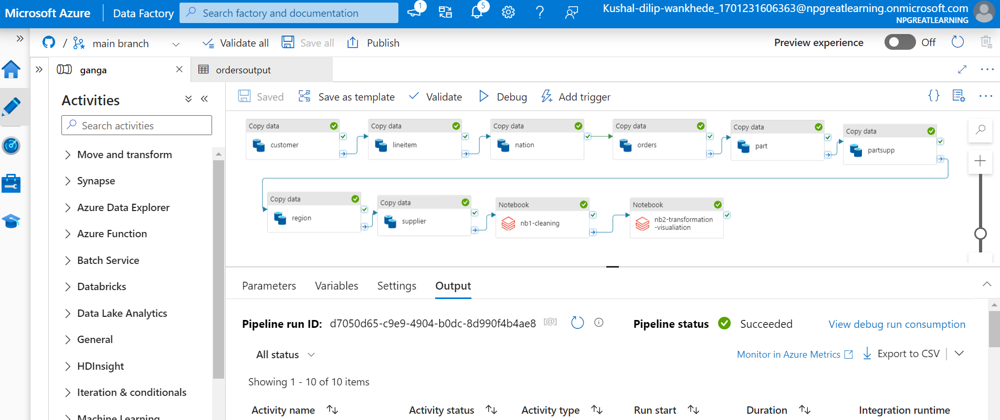 Microsoft Azure
Data Factory
Search factory and documentation
1
5
Kushal-dilip-wankhede_1701231606363@npgreatlearning.onmicrosoft.com
NPGREATLEARNING
/ main branch
Validate all
Save all
Publish
Preview experience
Off
ganga
ordersoutput
Activities
Search activities
Move and transform
Synapse
Azure Data Explorer
Azure Function
Batch Service
Databricks
Data Lake Analytics
General
HDInsight
Iteration & conditionals
Machine Learning
Saved
Save as template
Validate
Debug
Add trigger
{}
Copy data
customer
Copy data
lineitem
Copy data
nation
Copy data
orders
Copy data
part
Copy data
partsupp
Copy data
region
Copy data
supplier
Notebook
nb1-cleaning
Notebook
nb2-transformation
-visualiation
Parameters
Variables
Settings
Output
Pipeline run ID: d7050d65-c9e9-4904-b0dc-8d990f4b4ae8 [@]
Pipeline status Succeeded
View debug run consumption
All status
Monitor in Azure Metrics
Export to CSV
Showing 1 - 10 of 10 items
Activity name
Activity status
Activity type
Run start
Duration
Integration runtime